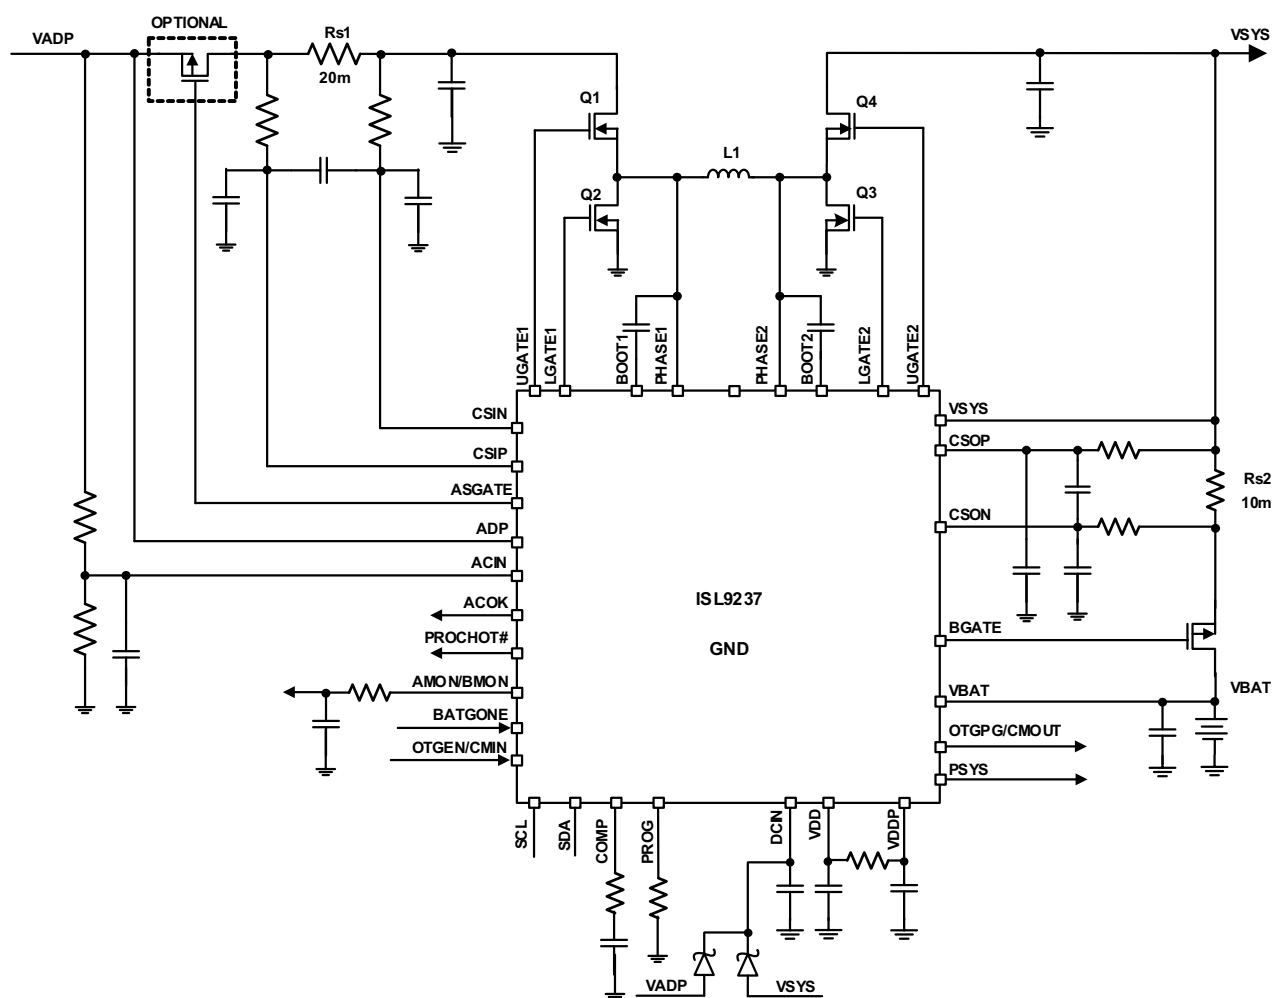 OPTIONAL
VADP
Rs1
20m
VSYS
Q1
Q4
L1
Q2
Q3
UGATE1
LGATE1
BOOT1
PHASE1
PHASE2
BOOT2
LGATE2
UGATE2
CSIN
CSIP
ASGATE
ADP
ACIN
ACOK
PROCHOT#
AMON/BMON
BATGONE
OTGEN/CMIN
ISL9237
GND
VSYS
CSOP
Rs2
10m
CSON
BGATE
VBAT
VBAT
OTGPG/CMOUT
PSYS
SCL
SDA
COMP
PROG
DCIN
VDD
VDDP
VADP
VSYS